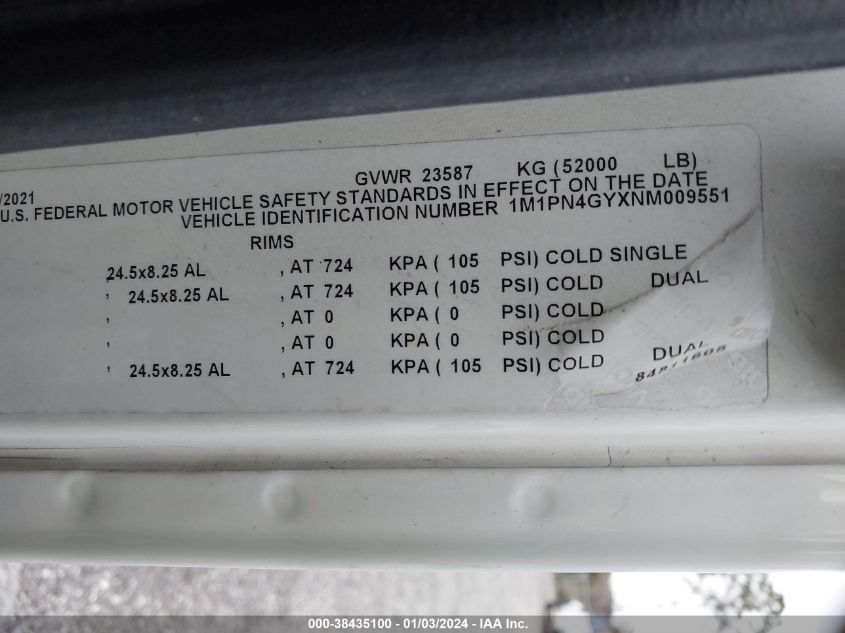 GVWR 23587 KG (52000 LB)
/2021
U.S. FEDERAL MOTOR VEHICLE SAFETY STANDARDS IN EFFECT ON THE DATE
VEHICLE IDENTIFICATION NUMBER 1M1PN4GYXNM009551
RIMS
24.5x8.25 AL , AT 724 KPA ( 105 PSI) COLD SINGLE
, 24.5x8.25 AL , AT 724 KPA ( 105 PSI) COLD DUAL
, , AT 0 KPA ( 0 PSI) COLD
, , AT 0 KPA ( 0 PSI) COLD
, 24.5x8.25 AL , AT 724 KPA ( 105 PSI) COLD DUAL
000-38435100 - 01/03/2024 - IAA Inc.